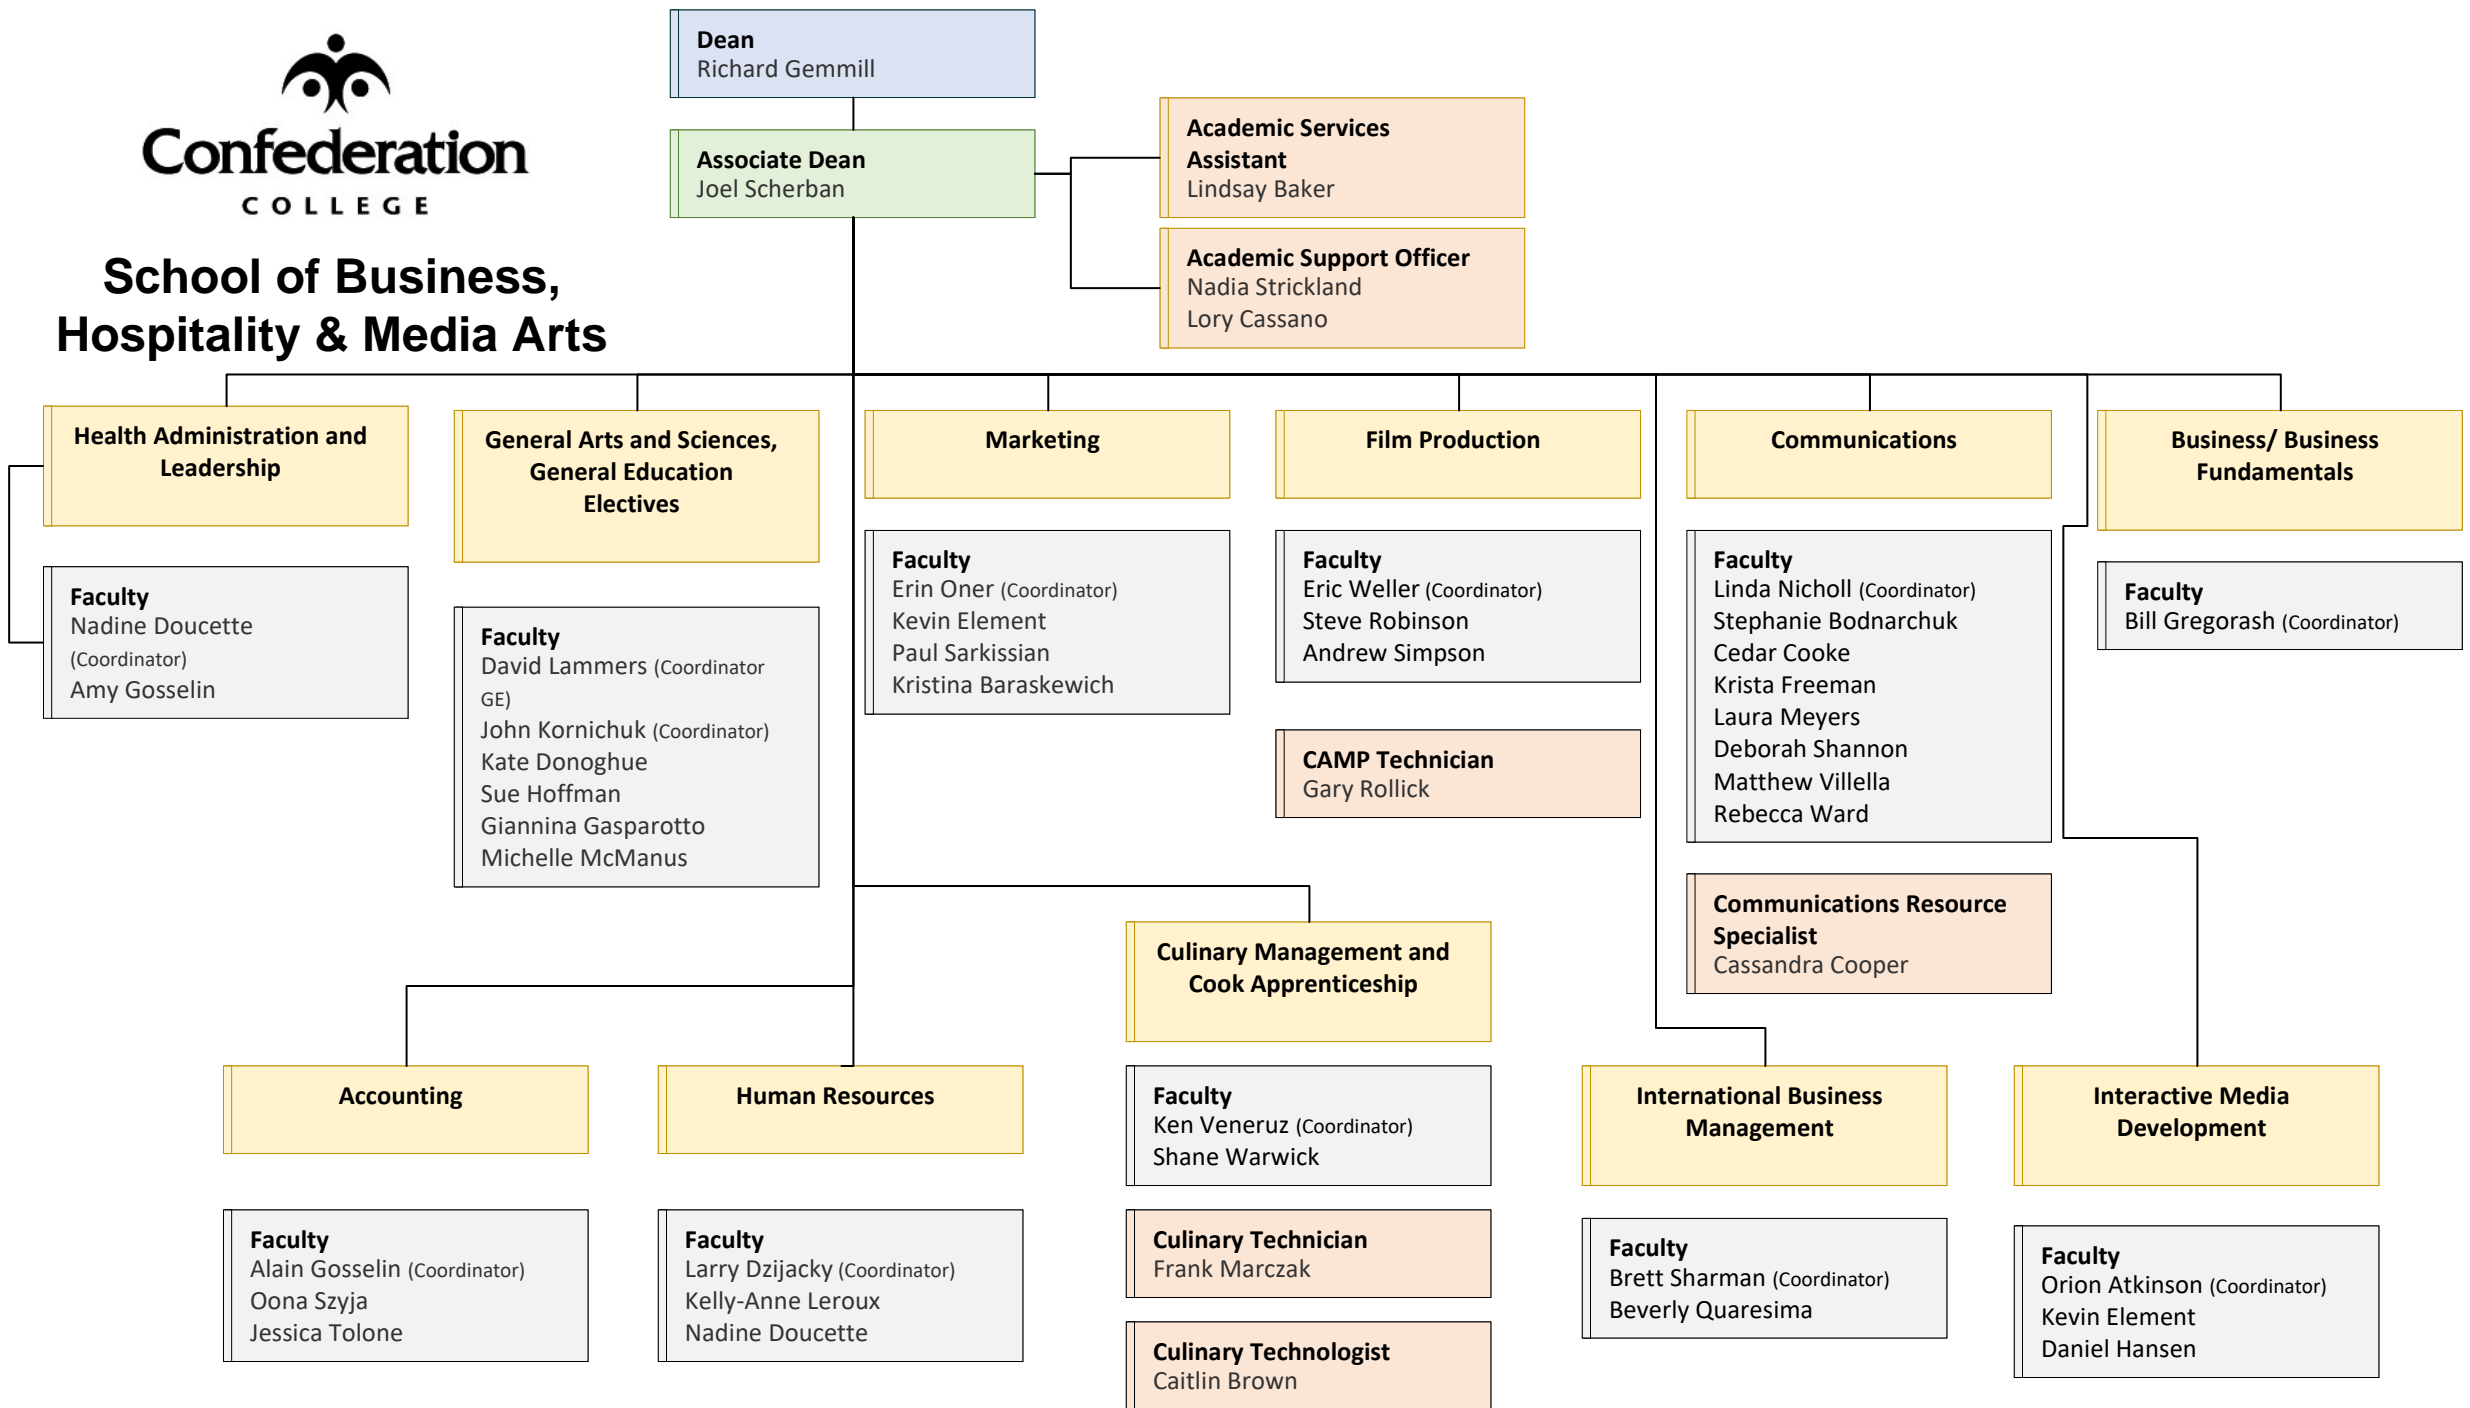 Confederation
COLLEGE
School of Business,
Hospitality & Media Arts
Dean
Richard Gemmill
Associate Dean
Joel Scherban
Academic Services
Assistant
Lindsay Baker
Academic Support Officer
Nadia Strickland
Lory Cassano
Health Administration and
Leadership
Faculty
Nadine Doucette
(Coordinator)
Amy Gosselin
General Arts and Sciences,
General Education
Electives
Faculty
David Lammers (Coordinator
GE)
John Kornichuk (Coordinator)
Kate Donoghue
Sue Hoffman
Giannina Gasparotto
Michelle McManus
Marketing
Faculty
Erin Oner (Coordinator)
Kevin Element
Paul Sarkissian
Kristina Baraskewich
Film Production
Faculty
Eric Weller (Coordinator)
Steve Robinson
Andrew Simpson
CAMP Technician
Gary Rollick
Communications
Faculty
Linda Nicholl (Coordinator)
Stephanie Bodnarchuk
Cedar Cooke
Krista Freeman
Laura Meyers
Deborah Shannon
Matthew Villella
Rebecca Ward
Communications Resource
Specialist
Cassandra Cooper
Business/ Business
Fundamentals
Faculty
Bill Gregorash (Coordinator)
Accounting
Faculty
Alain Gosselin (Coordinator)
Oona Szyja
Jessica Tolone
Human Resources
Faculty
Larry Dzijacky (Coordinator)
Kelly-Anne Leroux
Nadine Doucette
Culinary Management and
Cook Apprenticeship
Faculty
Ken Veneruz (Coordinator)
Shane Warwick
Culinary Technician
Frank Marczak
Culinary Technologist
Caitlin Brown
International Business
Management
Faculty
Brett Sharman (Coordinator)
Beverly Quaresima
Interactive Media
Development
Faculty
Orion Atkinson (Coordinator)
Kevin Element
Daniel Hansen